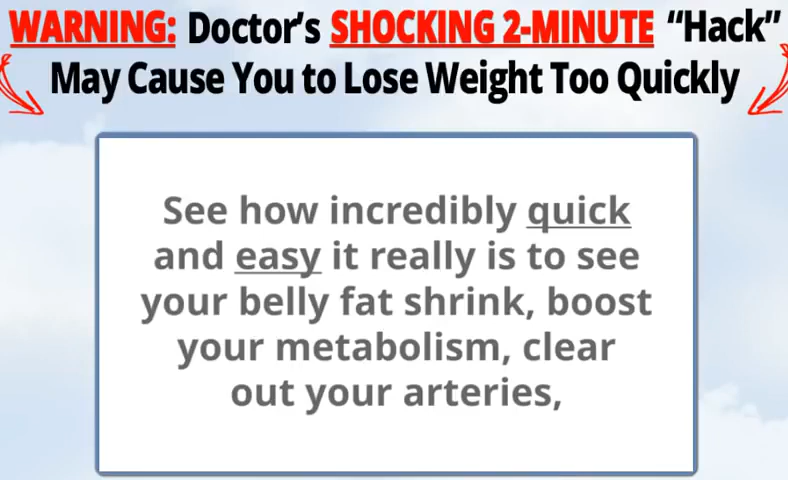 WARNING: Doctor's SHOCKING 2-MINUTE “Hack”
May Cause You to Lose Weight Too Quickly
See how incredibly quick
and easy it really is to see
your belly fat shrink, boost
your metabolism, clear
out your arteries,